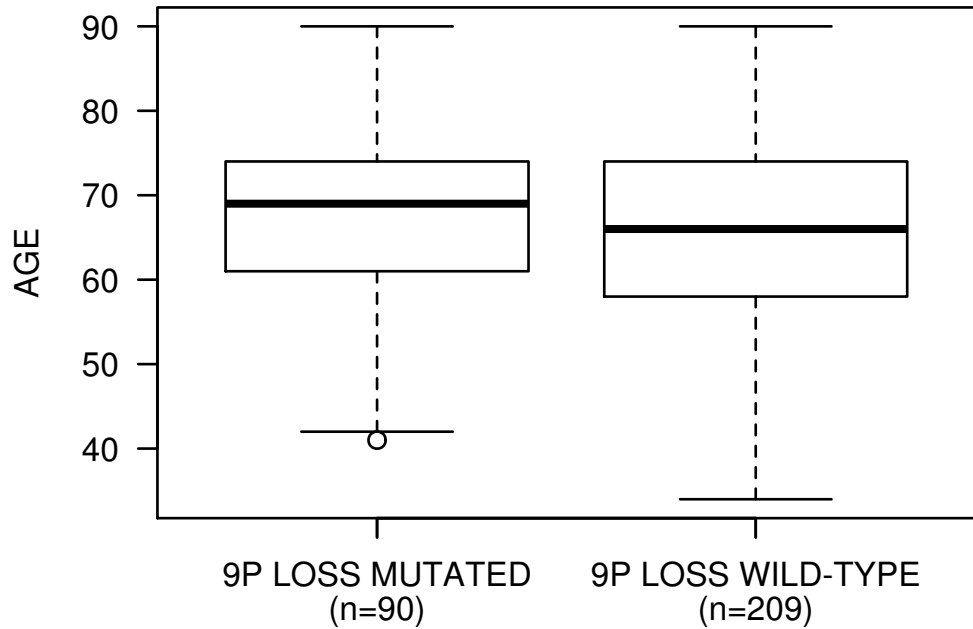 90
80
70
60
50
40
AGE
9P LOSS MUTATED
(n=90)
9P LOSS WILD-TYPE
(n=209)